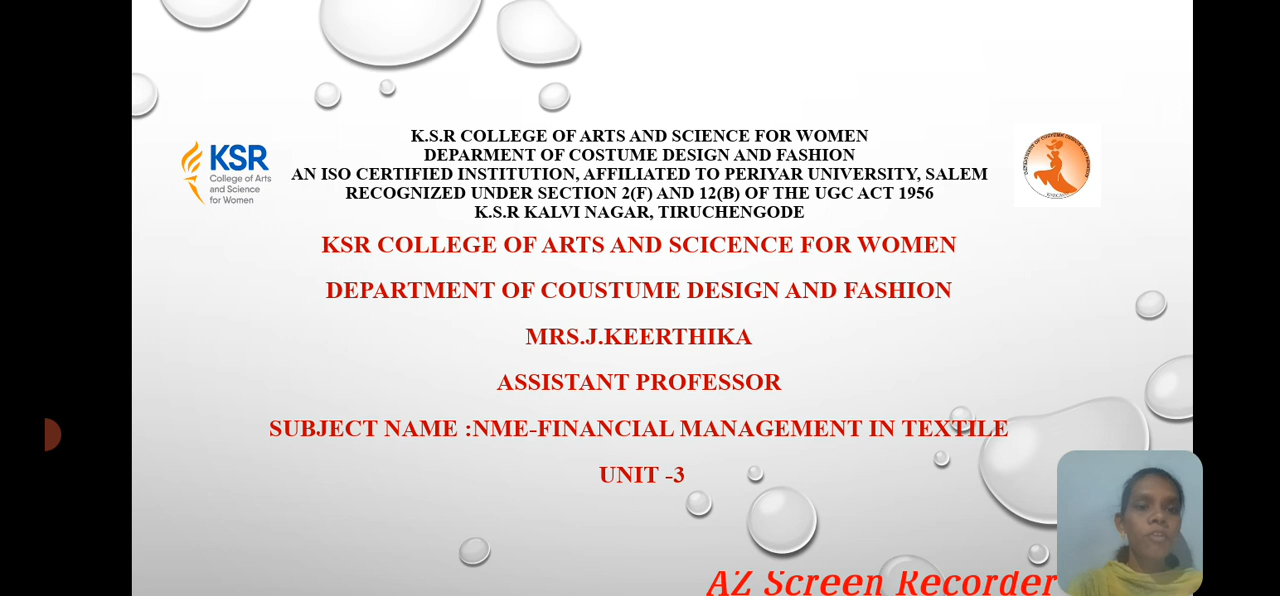 K.S.R COLLEGE OF ARTS AND SCIENCE FOR WOMEN
DEPARMENT OF COSTUME DESIGN AND FASHION
AN ISO CERTIFIED INSTITUTION, AFFILIATED TO PERIYAR UNIVERSITY, SALEM
RECOGNIZED UNDER SECTION 2(F) AND 12(B) OF THE UGC ACT 1956
K.S.R KALVI NAGAR, TIRUCHENGODE
KSR
College of Arts
and Science
for Women
KSR COLLEGE OF ARTS AND SCICENCE FOR WOMEN
DEPARTMENT OF COUSTUME DESIGN AND FASHION
MRS.J.KEERTHIKA
ASSISTANT PROFESSOR
SUBJECT NAME :NME-FINANCIAL MANAGEMENT IN TEXTILE
UNIT -3
AZ Screen Recorder